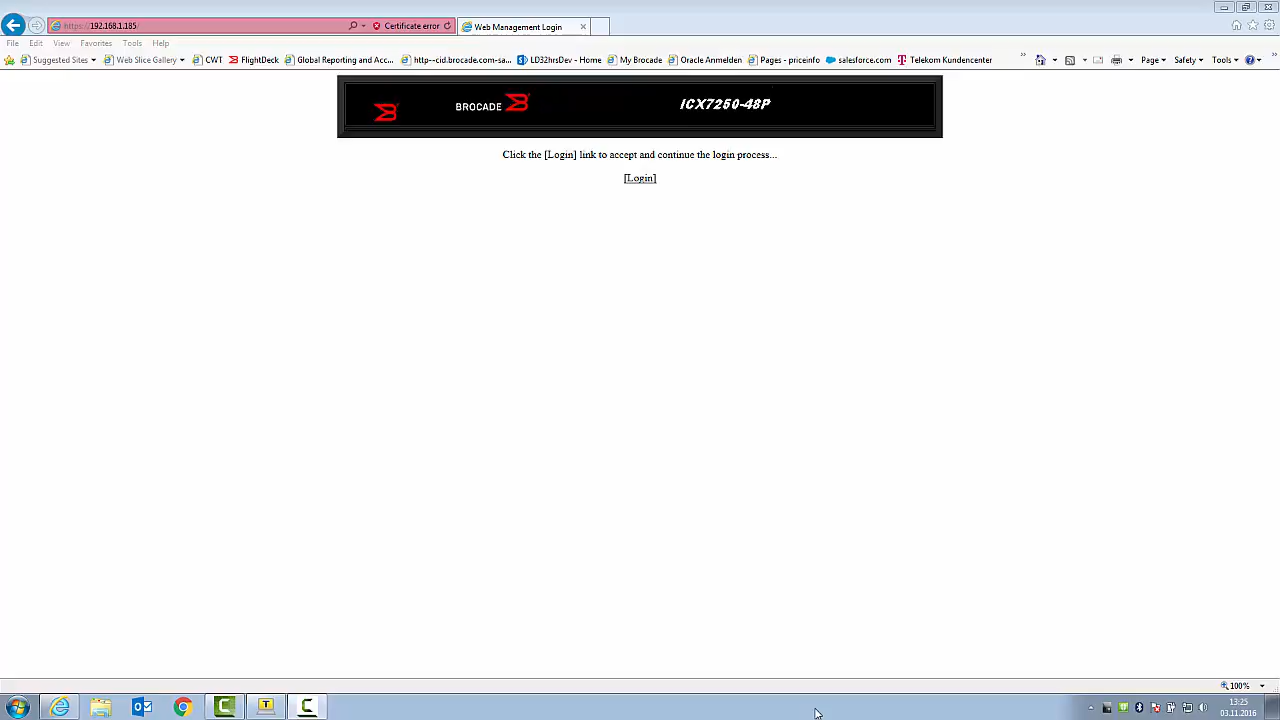 https://192.168.1.185/
Certificate error
Web Management Login
File Edit View Favorites Tools Help
Suggested Sites
Web Slice Gallery
CWT
FlightDeck
Global Reporting and Acc...
http--cid.brocade.com-sa...
LD32hrsDev - Home
My Brocade
Oracle Anmelden
Pages - priceinfo
salesforce.com
Telekom Kundencenter
Page
Safety
Tools
BROCADE
ICX7250-48P
Click the [Login] link to accept and continue the login process...
[Login]
100%
13:25
03.11.2016